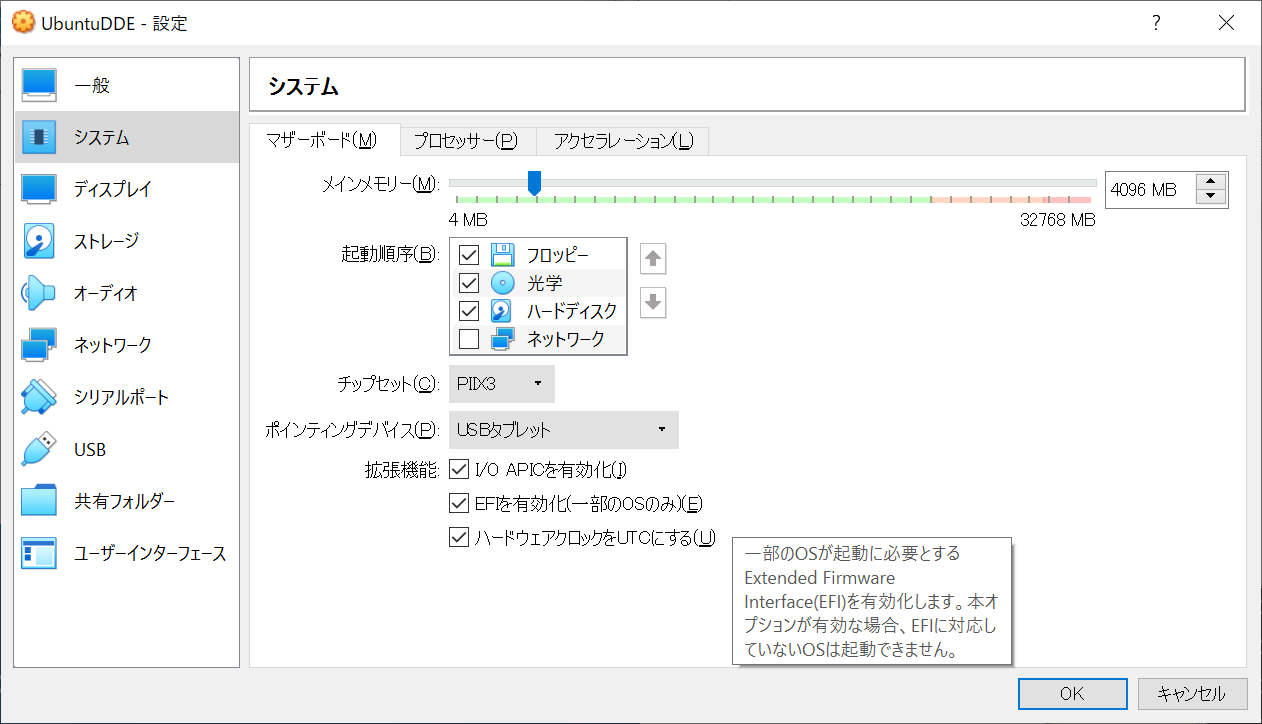 UbuntuDDE - 設定
?
一般
システム
ディスプレイ
ストレージ
オーディオ
ネットワーク
シリアルポート
USB
共有フォルダー
ユーザーインターフェース
システム
マザーボード(M)
プロセッサー(P)
アクセラレーション(L)
メインメモリー(M):
4096 MB
4 MB
32768 MB
起動順序(B):
フロッピー
光学
ハードディスク
ネットワーク
チップセット(C):
PIIX3
ポインティングデバイス(P):
USBタブレット
拡張機能:
I/O APICを有効化(I)
EFIを有効化(一部のOSのみ)(E)
ハードウェアクロックをUTCにする(U)
一部のOSが起動に必要とする
Extended Firmware
Interface(EFI)を有効化します。本オ
プションが有効な場合、EFIに対応し
ていないOSは起動できません。
OK
キャンセル